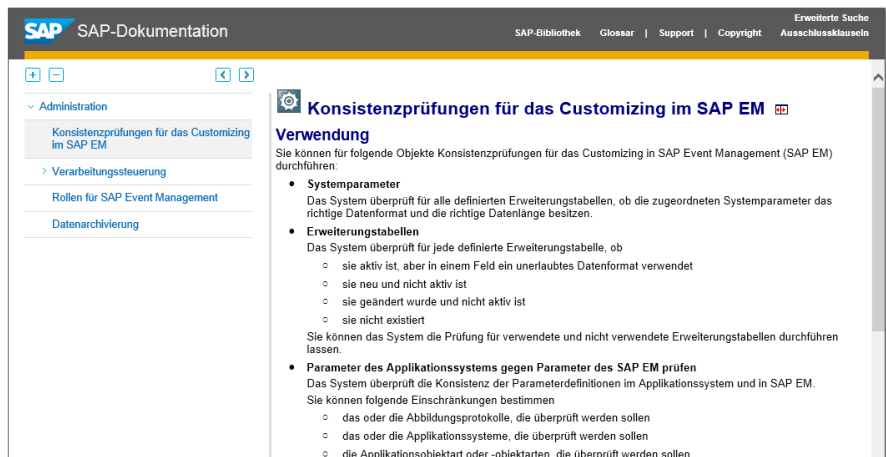 Erweiterte Suche
SAP SAP-Dokumentation
SAP-Bibliothek Glossar | Support | Copyright Ausschlussklauseln
Administration
Konsistenzprüfungen für das Customizing
im SAP EM
Verarbeitungssteuerung
Rollen für SAP Event Management
Datenarchivierung
Konsistenzprüfungen für das Customizing im SAP EM
Verwendung
Sie können für folgende Objekte Konsistenzprüfungen für das Customizing in SAP Event Management (SAP EM)
durchführen:
● Systemparameter
Das System überprüft für alle definierten Erweiterungstabellen, ob die zugeordneten Systemparameter das
richtige Datenformat und die richtige Datenlänge besitzen.
● Erweiterungstabellen
Das System überprüft für jede definierte Erweiterungstabelle, ob
○ sie aktiv ist, aber in einem Feld ein unerlaubtes Datenformat verwendet
○ sie neu und nicht aktiv ist
○ sie geändert wurde und nicht aktiv ist
○ sie nicht existiert
Sie können das System die Prüfung für verwendete und nicht verwendete Erweiterungstabellen durchführen
lassen.
● Parameter des Applikationssystems gegen Parameter des SAP EM prüfen
Das System überprüft die Konsistenz der Parameterdefinitionen im Applikationssystem und in SAP EM.
Sie können folgende Einschränkungen bestimmen
○ das oder die Abbildungsprotokolle, die überprüft werden sollen
○ das oder die Applikationssysteme, die überprüft werden sollen
○ die Applikationsobjektart oder -objektarten, die überprüft werden sollen